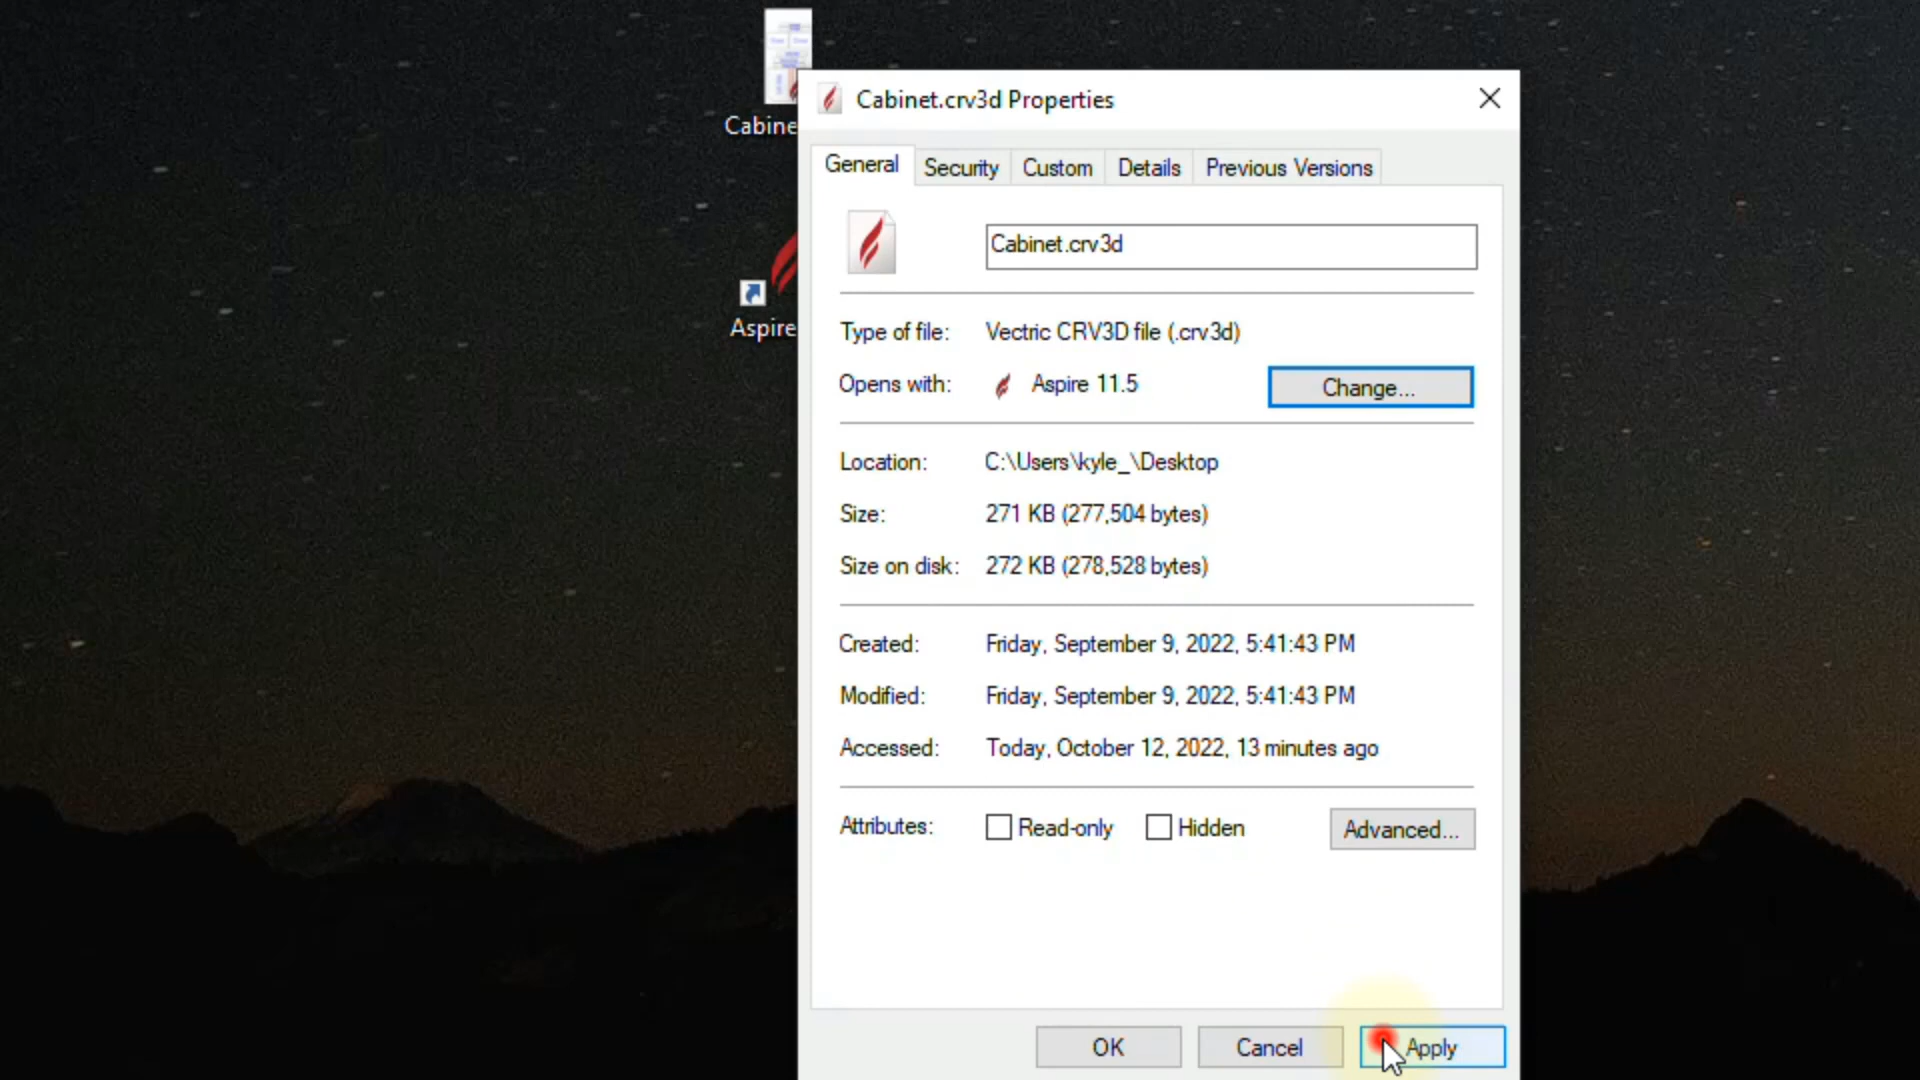 Cabine
Aspire
Cabinet.crv3d Properties
General
Security
Custom
Details
Previous Versions
Cabinet.crv3d
Type of file: Vectric CRV3D file (.crv3d)
Opens with: Aspire 11.5
Change...
Location: C:\Users\kyle_\Desktop
Size: 271 KB (277,504 bytes)
Size on disk: 272 KB (278,528 bytes)
Created: Friday, September 9, 2022, 5:41:43 PM
Modified: Friday, September 9, 2022, 5:41:43 PM
Accessed: Today, October 12, 2022, 13 minutes ago
Attributes: Read-only Hidden Advanced...
OK Cancel Apply